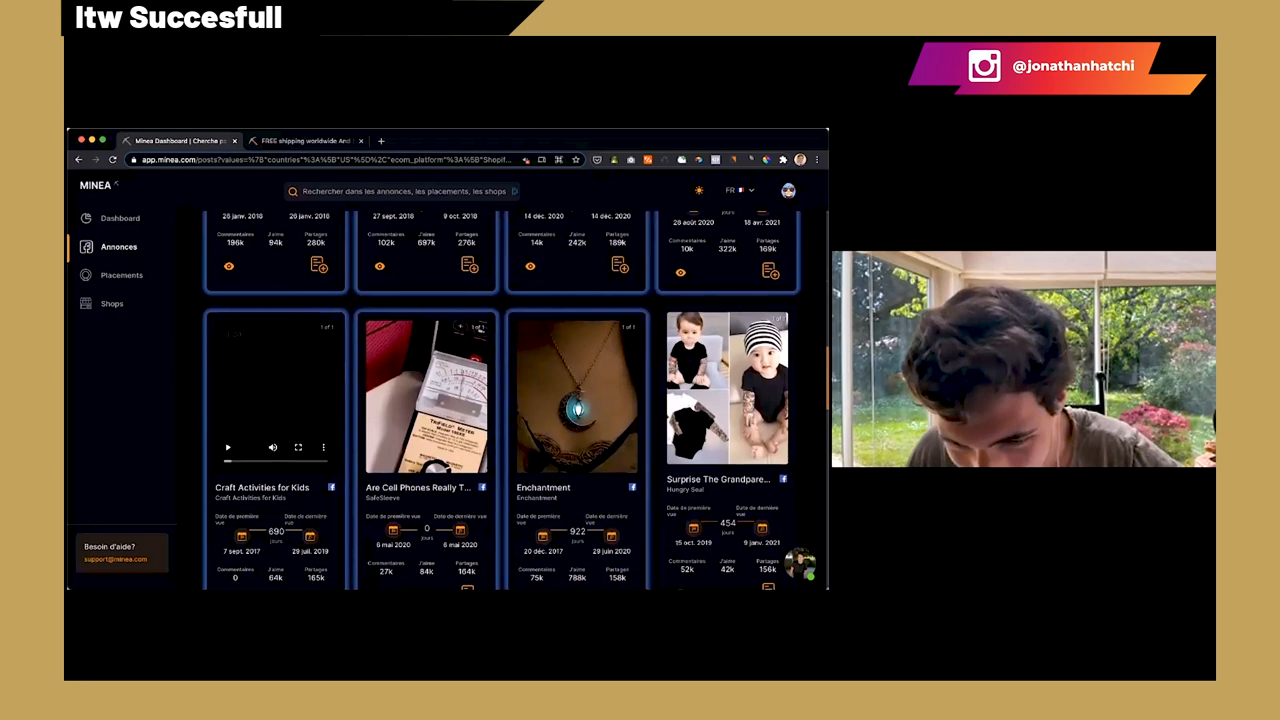 Itw Succesfull
@jonathanhatchi
Minea Dashboard | Cherche p
FREE shipping worldwide And
app.minea.com/posts?values=%7B"countries"%3A%5B"US"%5D%2C"ecom_platform"%3A%5B"Shopif...
MINEA
Rechercher dans les annonces, les placements, les shops
FR
Dashboard
Annonces
Placements
Shops
26 janv. 2018 26 janv. 2018
27 sept. 2018 9 oct. 2018
14 déc. 2020 14 déc. 2020
jours
28 août 2020 18 avr. 2021
Commentaires J'aime Partages
196k 94k 280k
Commentaires J'aime Partages
102k 697k 276k
Commentaires J'aime Partages
14k 242k 189k
Commentaires J'aime Partages
10k 322k 169k
1 of 1
1 of 1
1 of 1
1 of 1
TRIFIELD METER
Craft Activities for Kids
Craft Activities for Kids
Date de première vue Date de dernière vue
690
jours
7 sept. 2017 29 juil. 2019
Commentaires J'aime Partages
0 64k 165k
Are Cell Phones Really T...
SafeSleeve
Date de première vue Date de dernière vue
0
jours
6 mai 2020 6 mai 2020
Commentaires J'aime Partages
27k 84k 164k
Enchantment
Enchantment
Date de première vue Date de dernière vue
922
jours
20 déc. 2017 29 juin 2020
Commentaires J'aime Partages
75k 788k 158k
Surprise The Grandpare...
Hungry Seal
Date de première vue Date de dernière vue
454
jours
15 oct. 2019 9 janv. 2021
Commentaires J'aime Partages
52k 42k 156k
Besoin d'aide?
support@minea.com